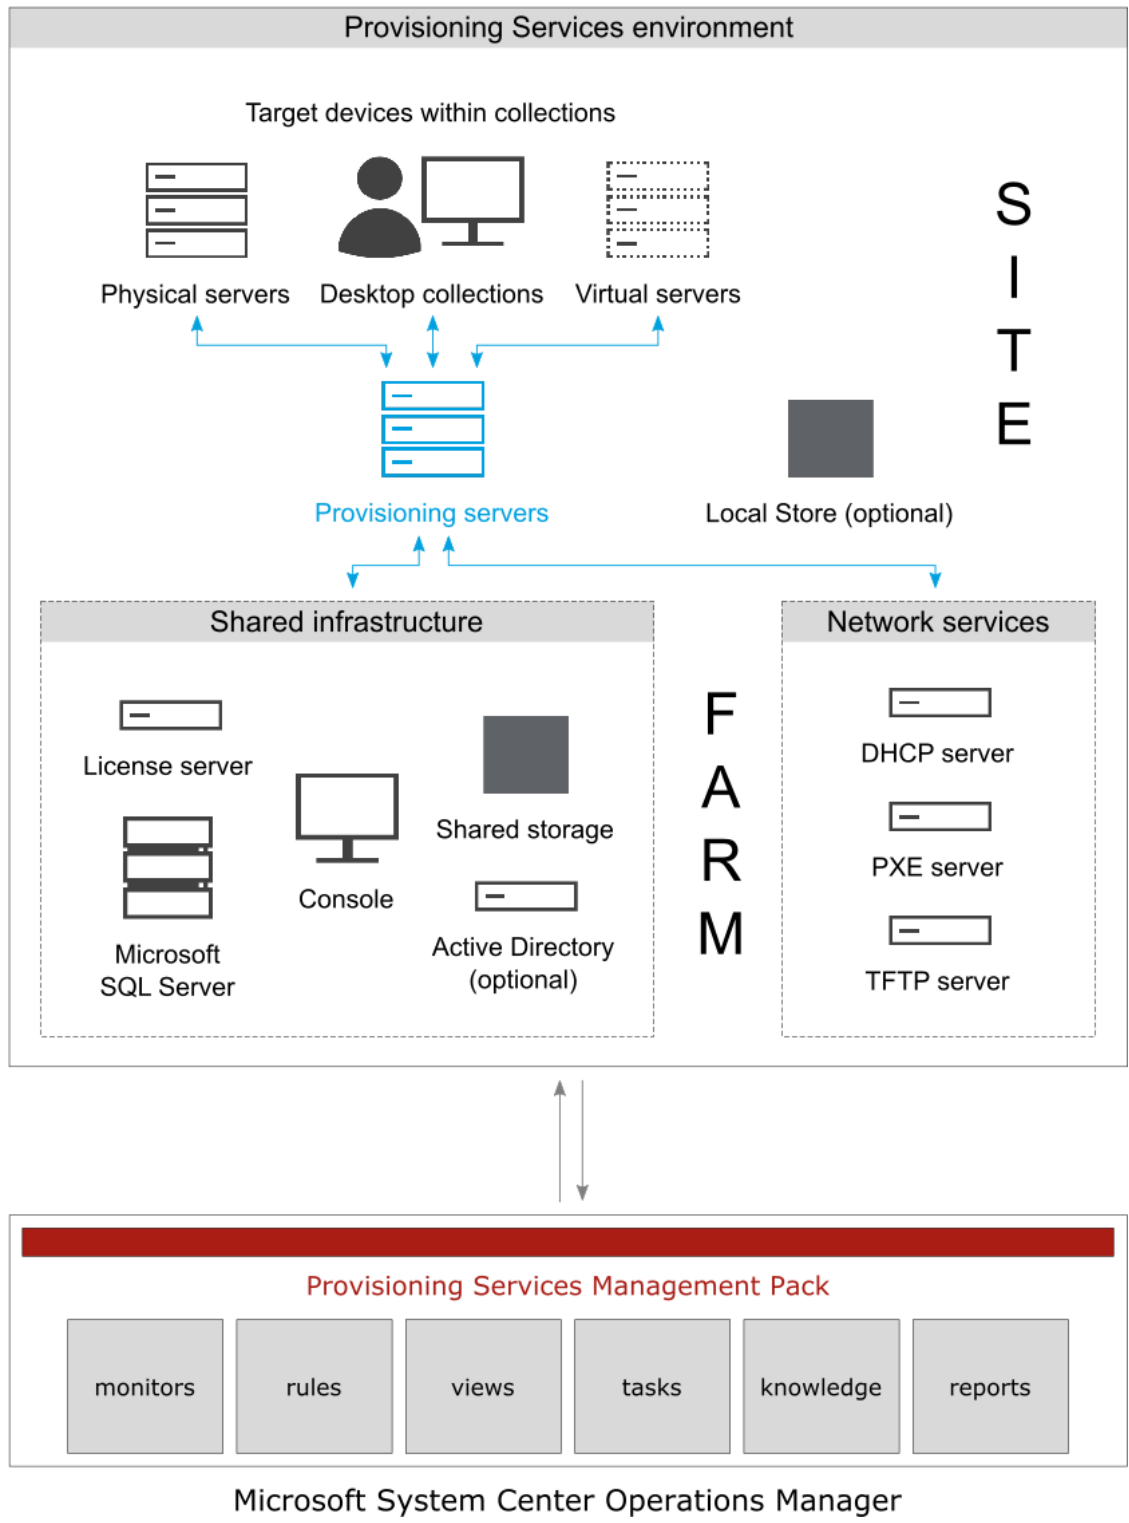 Provisioning Services environment
Target devices within collections
Physical servers
Desktop collections
Virtual servers
S
I
T
E
Provisioning servers
Local Store (optional)
Shared infrastructure
Network services
License server
Microsoft
SQL Server
Console
Shared storage
Active Directory
(optional)
F
A
R
M
DHCP server
PXE server
TFTP server
Provisioning Services Management Pack
monitors
rules
views
tasks
knowledge
reports
Microsoft System Center Operations Manager